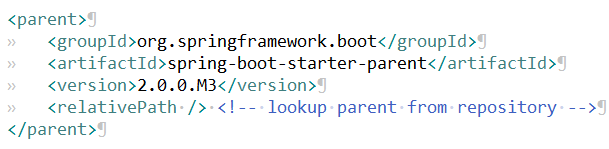 <parent>¶
»   <groupId>org.springframework.boot</groupId>¶
»   <artifactId>spring-boot-starter-parent</artifactId>¶
»   <version>2.0.0.M3</version>¶
»   <relativePath·/>·<!--·lookup·parent·from·repository·-->¶
</parent>¶